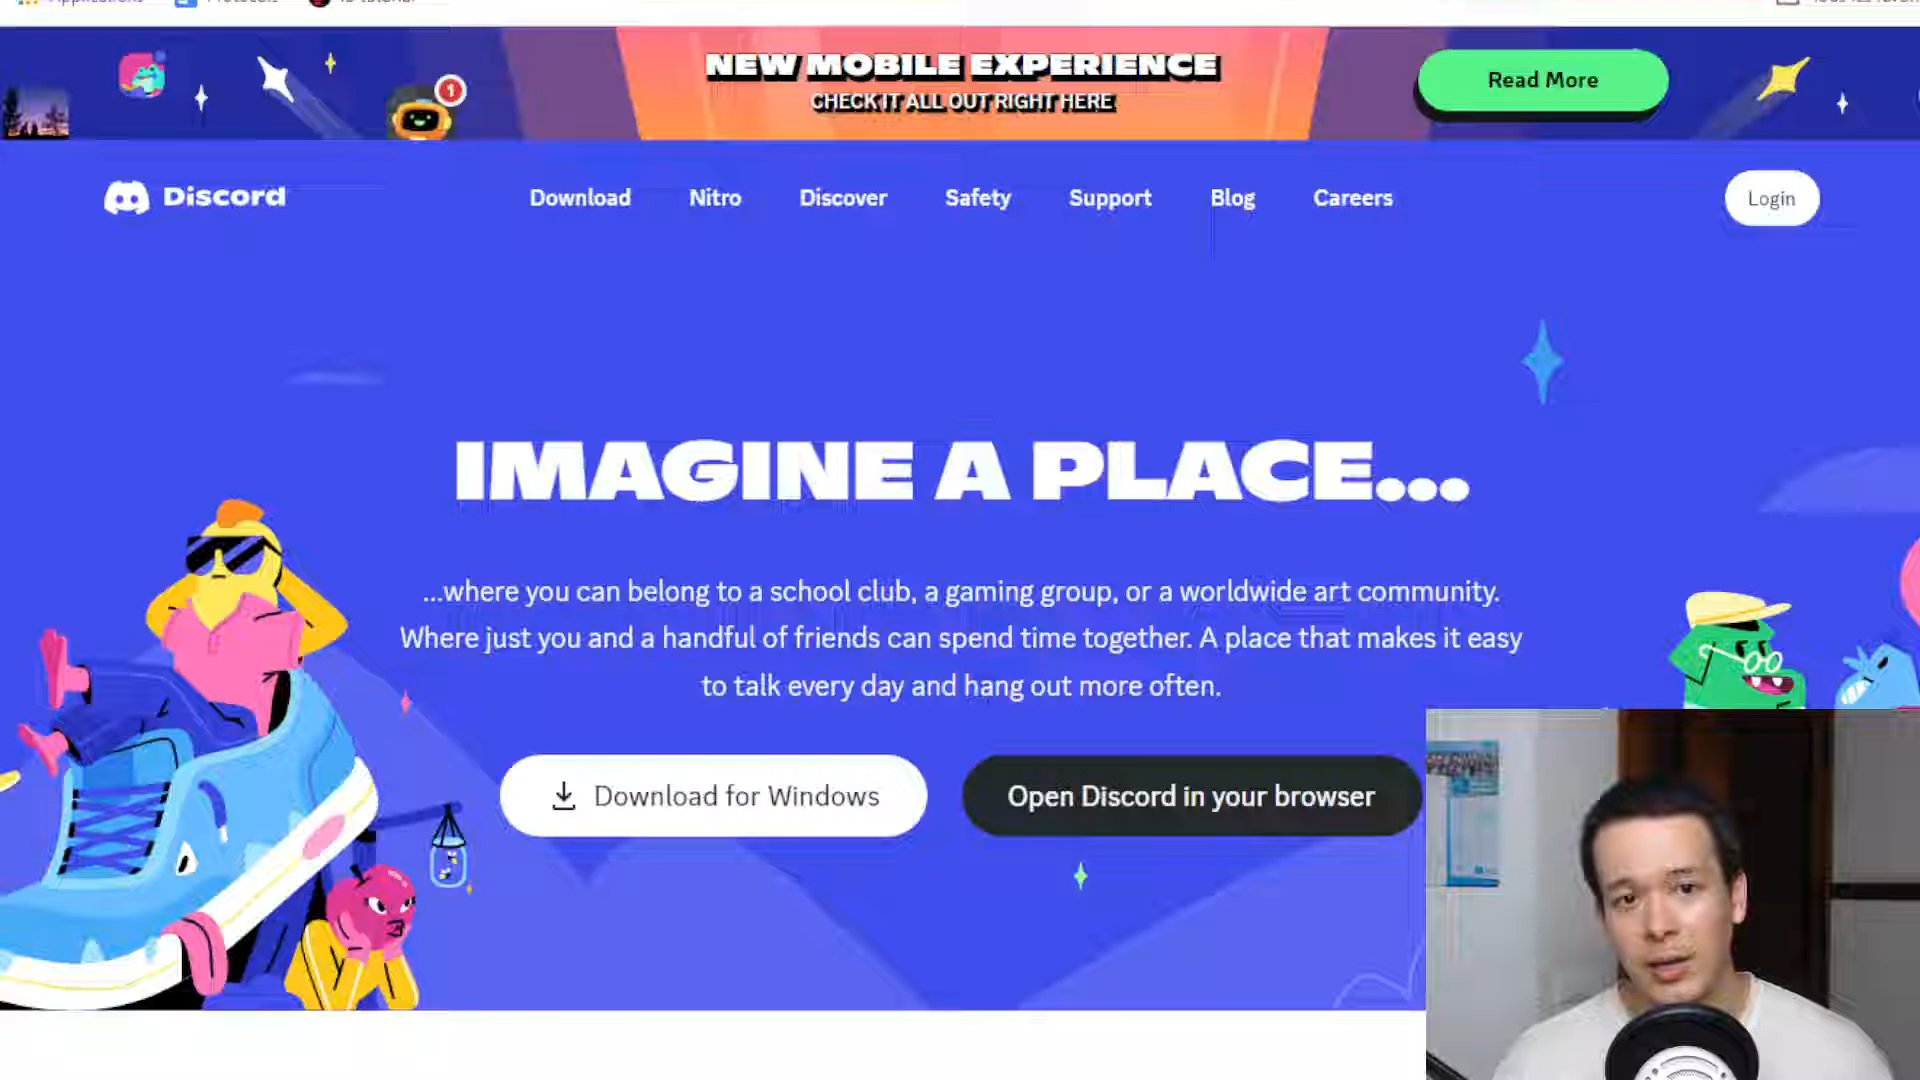 NEW MOBILE EXPERIENCE
CHECK IT ALL OUT RIGHT HERE
Read More
1
Discord
Download
Nitro
Discover
Safety
Support
Blog
Careers
Login
IMAGINE A PLACE...
...where you can belong to a school club, a gaming group, or a worldwide art community.
Where just you and a handful of friends can spend time together. A place that makes it easy
to talk every day and hang out more often.
Download for Windows
Open Discord in your browser